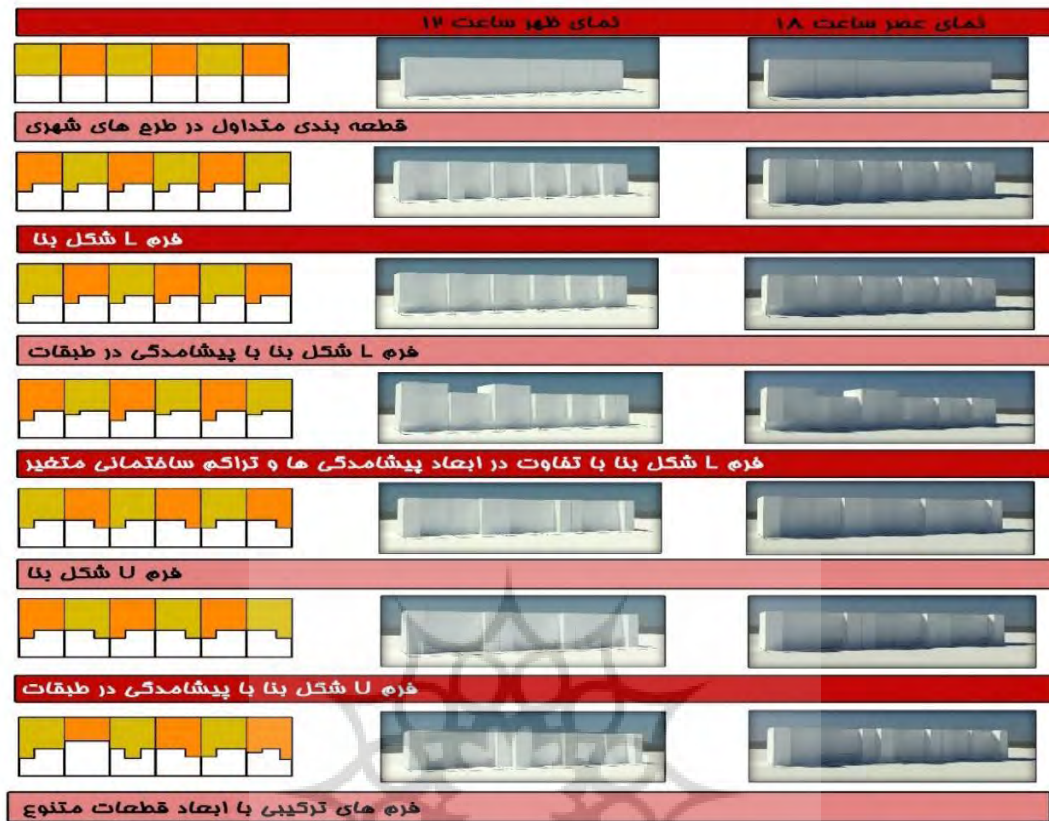 نمای ظهر ساعت ۱۲
نمای عصر ساعت ۱۸
قطعه بندی متداول در طرح های شهری
فرم L شکل بنا
فرم L شکل بنا با پیشامدگی در طبقات
فرم L شکل بنا با تفاوت در ابعاد پیشامدگی ها و تراکم ساختمانی متغیر
فرم U شکل بنا
فرم U شکل بنا با پیشامدگی در طبقات
فرم های ترکیبی با ابعاد قطعات متنوع